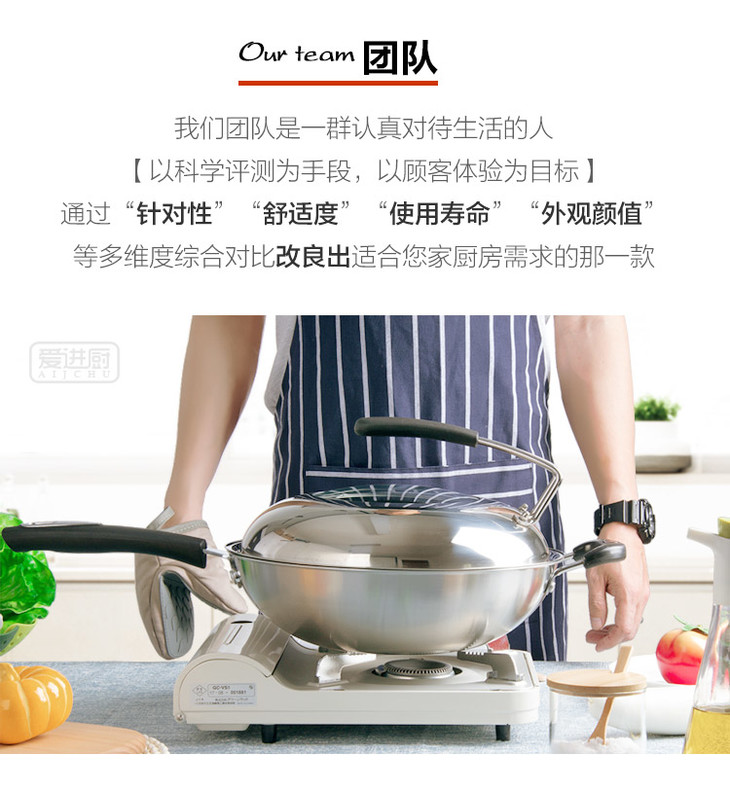 Our team 团队
我们团队是一群认真对待生活的人
【 以科学评测为手段，以顾客体验为目标 】
通过“针对性” “舒适度” “使用寿命” “外观颜值”
等多维度综合对比改良出适合您家厨房需求的那一款
爱进厨
AIJCHU